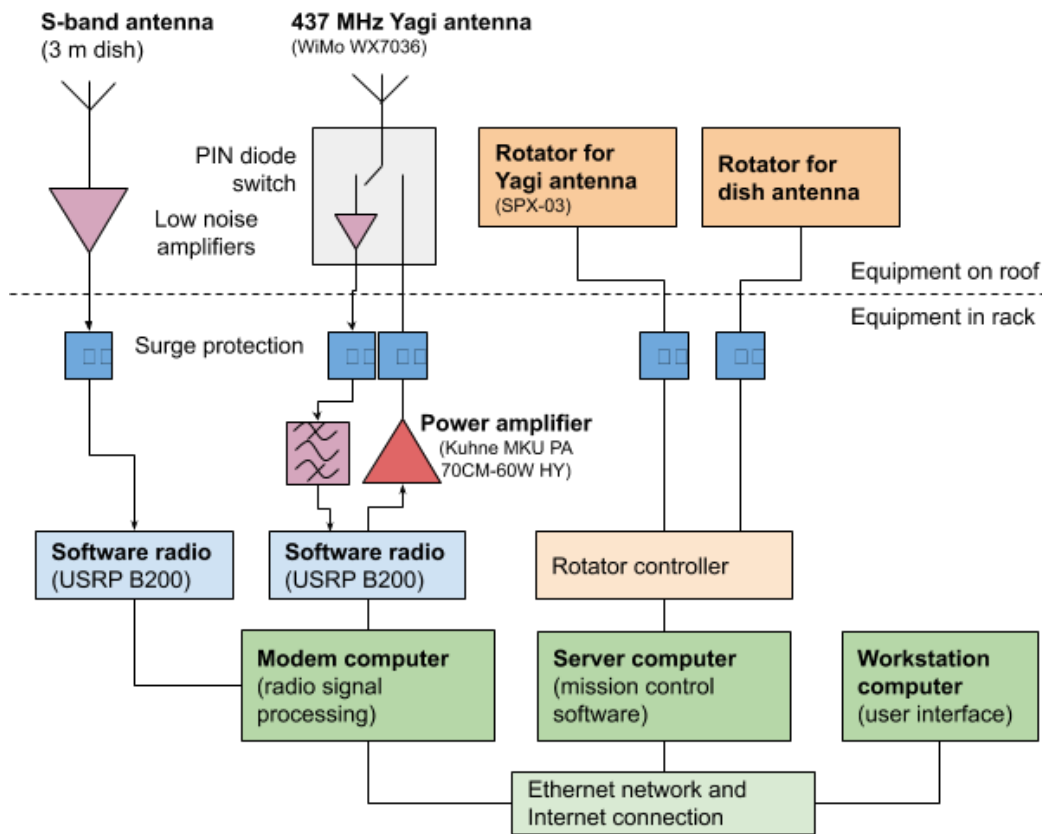 S-band antenna
(3 m dish)
437 MHz Yagi antenna
(WiMo WX7036)
PIN diode
switch
Low noise
amplifiers
Rotator for
Yagi antenna
(SPX-03)
Rotator for
dish antenna
Equipment on roof
Equipment in rack
Surge protection
Power amplifier
(Kuhne MKU PA
70CM-60W HY)
Software radio
(USRP B200)
Software radio
(USRP B200)
Rotator controller
Modem computer
(radio signal
processing)
Server computer
(mission control
software)
Workstation
computer
(user interface)
Ethernet network and
Internet connection